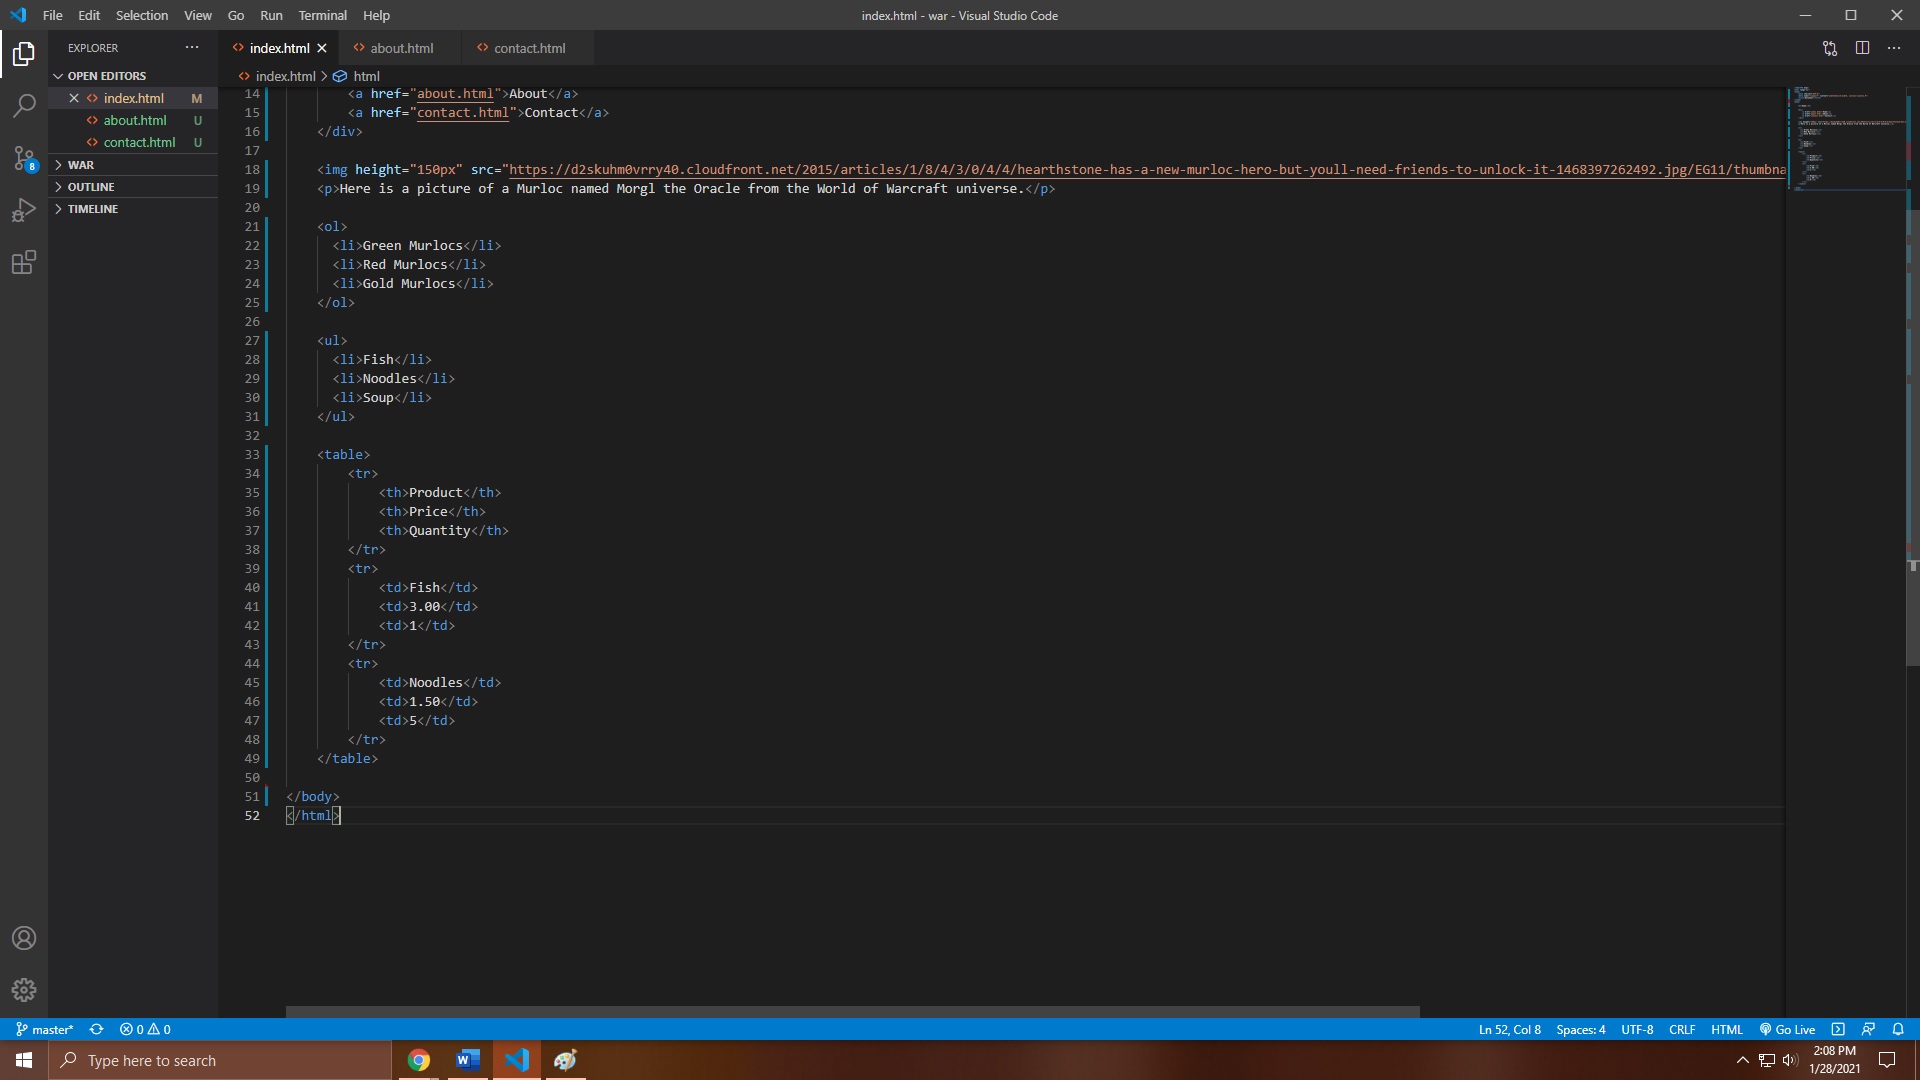 File Edit Selection View Go Run Terminal Help
index.html - war - Visual Studio Code
EXPLORER
index.html
about.html
contact.html
OPEN EDITORS
index.html M
about.html U
contact.html U
WAR
OUTLINE
TIMELINE
8
index.html > html
14 <a href="about.html">About</a>
15 <a href="contact.html">Contact</a>
16 </div>
17
18 <img height="150px" src="https://d2skuhm0vrry40.cloudfront.net/2015/articles/1/8/4/3/0/4/4/hearthstone-has-a-new-murloc-hero-but-youll-need-friends-to-unlock-it-1468397262492.jpg/EG11/thumbna
19 <p>Here is a picture of a Murloc named Morgl the Oracle from the World of Warcraft universe.</p>
20
21 <ol>
22 <li>Green Murlocs</li>
23 <li>Red Murlocs</li>
24 <li>Gold Murlocs</li>
25 </ol>
26
27 <ul>
28 <li>Fish</li>
29 <li>Noodles</li>
30 <li>Soup</li>
31 </ul>
32
33 <table>
34 <tr>
35 <th>Product</th>
36 <th>Price</th>
37 <th>Quantity</th>
38 </tr>
39 <tr>
40 <td>Fish</td>
41 <td>3.00</td>
42 <td>1</td>
43 </tr>
44 <tr>
45 <td>Noodles</td>
46 <td>1.50</td>
47 <td>5</td>
48 </tr>
49 </table>
50
51 </body>
52 </html>
master* 0 0
Ln 52, Col 8 Spaces: 4 UTF-8 CRLF HTML Go Live
Type here to search
2:08 PM
1/28/2021